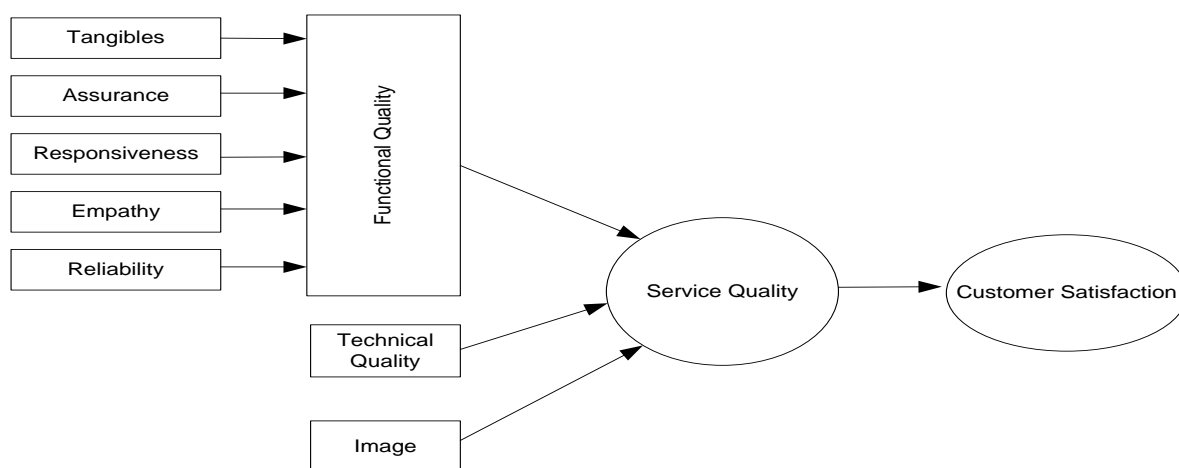 Tangibles
Assurance
Responsiveness
Empathy
Reliability
Functional Quality
Technical
Quality
Image
Service Quality
Customer Satisfaction